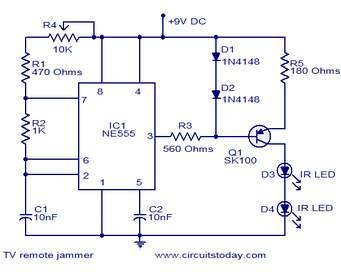 +9V DC
R4
10K
D1
1N4148
R1
470 Ohms
R5
180 Ohms
8
4
7
D2
1N4148
IC1
NE555
R3
R2
1K
3
560 Ohms
Q1
SK100
6
2
D3
IR LED
1
5
C1
10nF
C2
10nF
D4
IR LED
TV remote jammer
www.circuitstoday.com